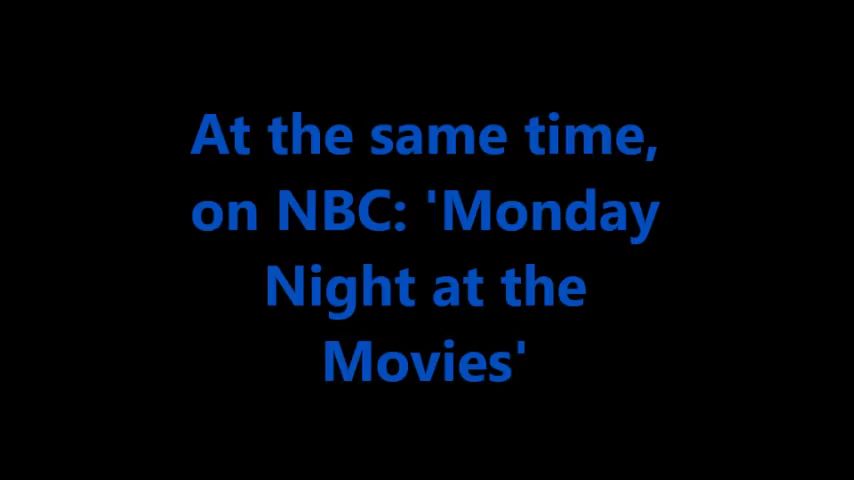 At the same time,
on NBC: 'Monday
Night at the
Movies'